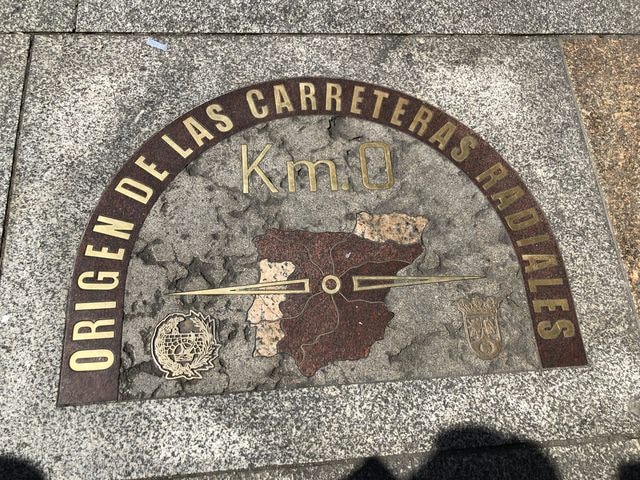 ORIGEN DE LAS CARRETERAS RADIALES
Km. 0